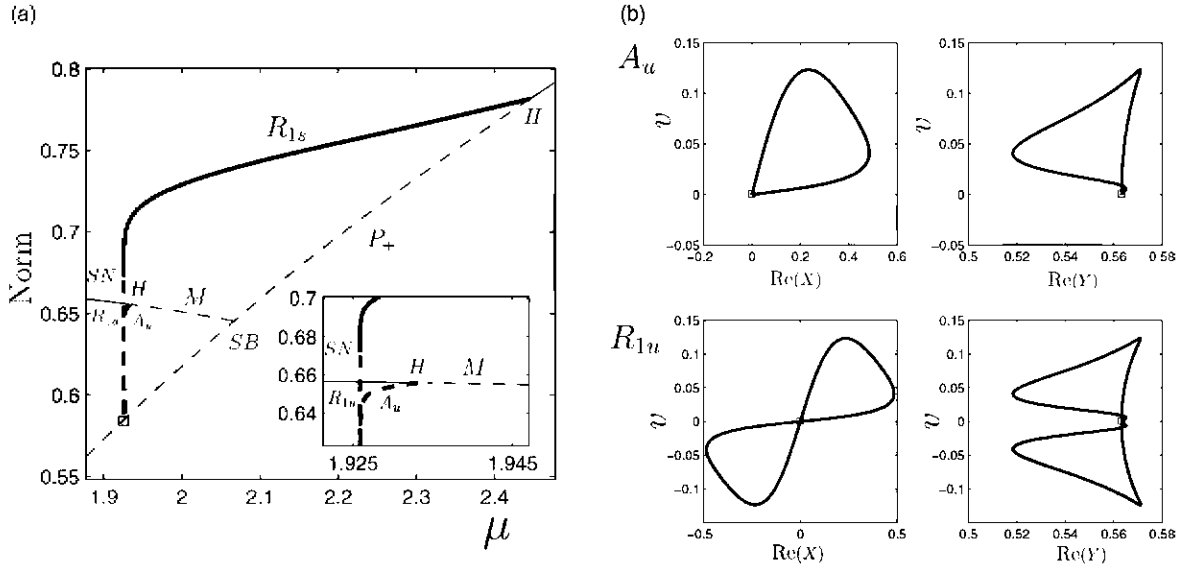 (a)
0.8
0.75
0.7
0.65
0.6
0.55
Norm
R1s
H
P+
SN
H
M
R1u
Au
SB
0.7
0.68
0.66
0.64
SN
H
M
R1u
Au
1.925
1.945
1.9
2
2.1
2.2
2.3
2.4
μ
(b)
Au
0.15
0.1
0.05
0
−0.05
v
−0.2
0
0.2
0.4
0.6
Re(X)
0.15
0.1
0.05
0
−0.05
v
0.5
0.52
0.54
0.56
0.58
Re(Y)
R1u
0.15
0.1
0.05
0
−0.05
−0.1
v
−0.5
0
0.5
Re(X)
0.15
0.1
0.05
0
−0.05
−0.1
v
0.5
0.52
0.54
0.56
0.58
Re(Y)